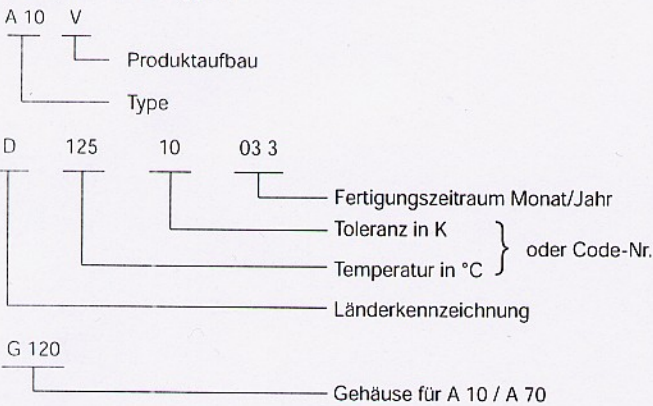 A 10 V
Produktaufbau
Type
D 125 10 03 3
Fertigungszeitraum Monat/Jahr
Toleranz in K
oder Code-Nr.
Temperatur in °C
Länderkennzeichnung
G 120
Gehäuse für A 10 / A 70